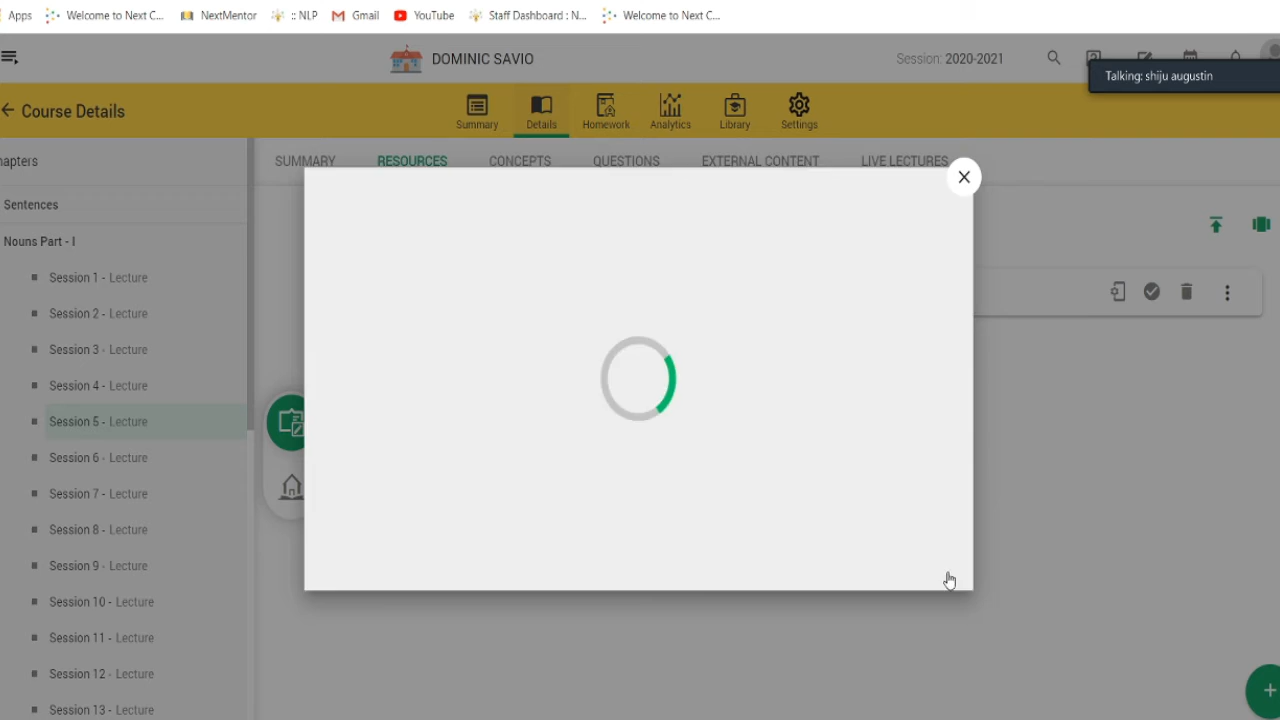 Apps Welcome to Next C... NextMentor :: NLP Gmail YouTube Staff Dashboard : N... Welcome to Next C...
DOMINIC SAVIO Session: 2020-2021
Talking: shiju augustin
Course Details
Summary Details Homework Analytics Library Settings
hapters SUMMARY RESOURCES CONCEPTS QUESTIONS EXTERNAL CONTENT LIVE LECTURES
Sentences
Nouns Part - I
Session 1 - Lecture
Session 2 - Lecture
Session 3 - Lecture
Session 4 - Lecture
Session 5 - Lecture
Session 6 - Lecture
Session 7 - Lecture
Session 8 - Lecture
Session 9 - Lecture
Session 10 - Lecture
Session 11 - Lecture
Session 12 - Lecture
Session 13 - Lecture